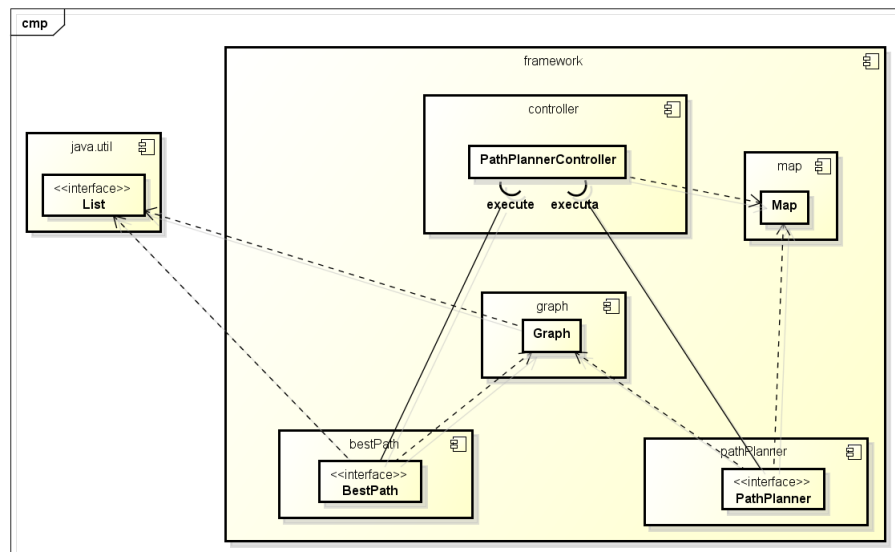 cmp
framework
controller
PathPlannerController
execute
executa
java.util
<<interface>>
List
map
Map
graph
Graph
bestPath
<<interface>>
BestPath
pathPlanner
<<interface>>
PathPlanner